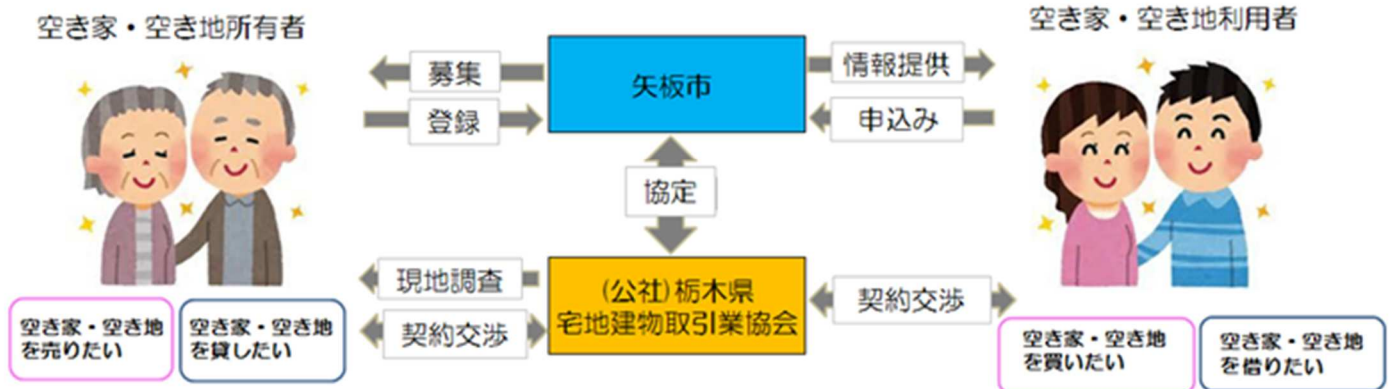 空き家・空き地所有者
空き家・空き地利用者
募集
登録
矢板市
情報提供
申込み
協定
現地調査
契約交渉
(公社)栃木県
宅地建物取引業協会
契約交渉
空き家・空き地
を売りたい
空き家・空き地
を貸したい
空き家・空き地
を買いたい
空き家・空き地
を借りたい